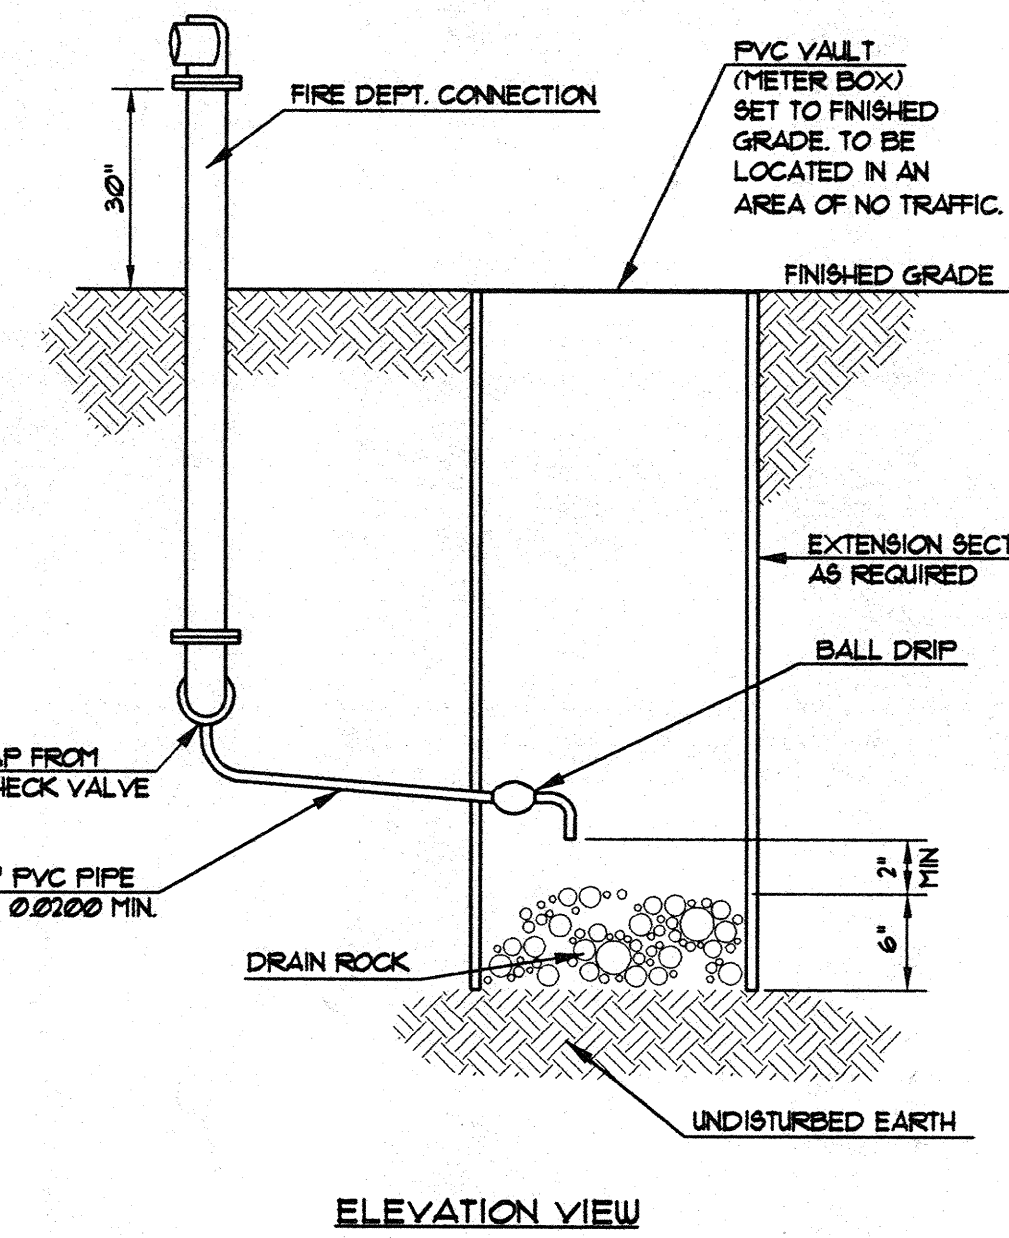 PVC VAULT
(METER BOX)
SET TO FINISHED
GRADE. TO BE
LOCATED IN AN
AREA OF NO TRAFFIC.
FIRE DEPT. CONNECTION
30"
FINISHED GRADE
EXTENSION SECT
AS REQUIRED
BALL DRIP
AP FROM
HECK VALVE
" PVC PIPE
0.0200 MIN.
2"
MIN
6"
DRAIN ROCK
UNDISTURBED EARTH
ELEVATION VIEW